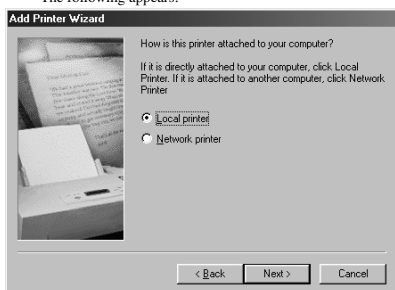 The following appears.
Add Printer Wizard
How is this printer attached to your computer?
If it is directly attached to your computer, click Local
Printer. If it is attached to another computer, click Network
Printer
Local printer
Network printer
< Back
Next >
Cancel